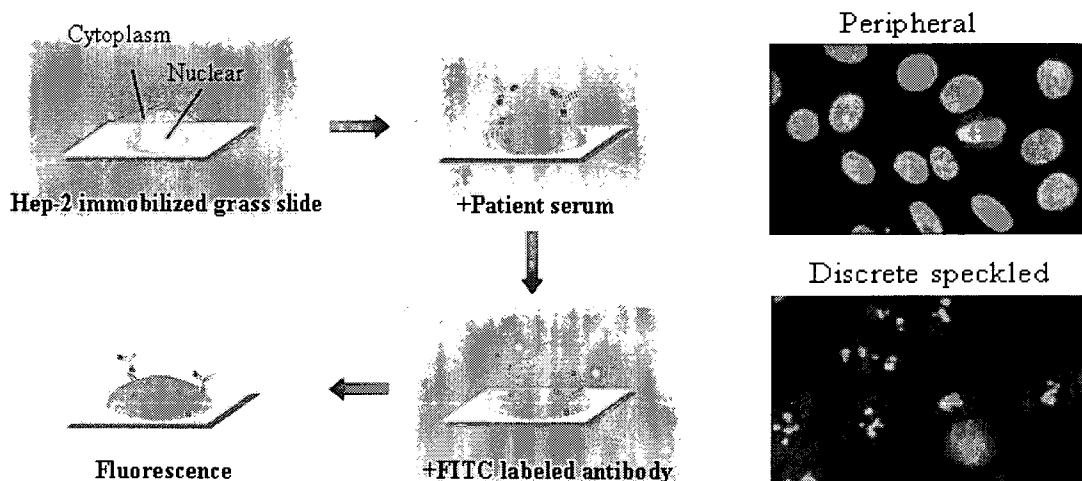 Cytoplasm
Nuclear
Hep-2 immobilized grass slide
+Patient serum
+FITC labeled antibody
Fluorescence
Peripheral
Discrete speckled